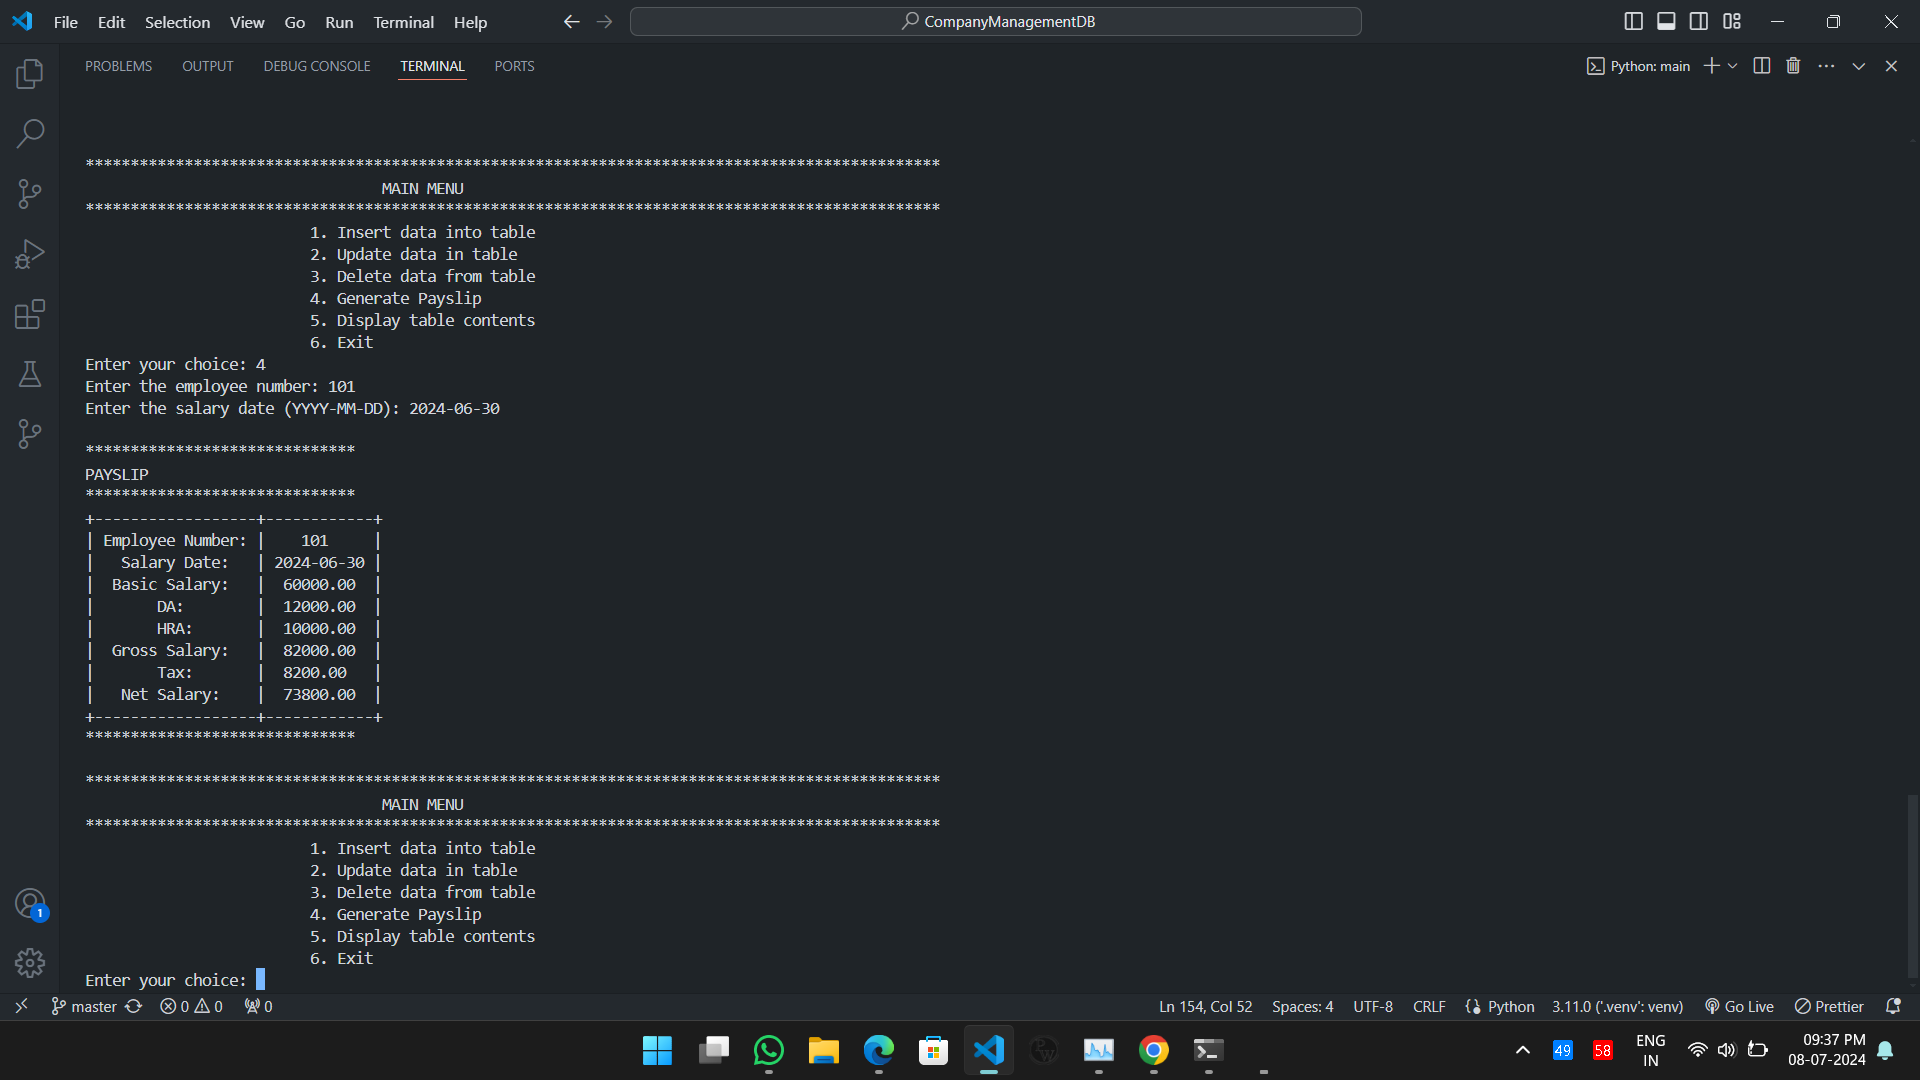 File Edit Selection View Go Run Terminal Help CompanyManagementDB
PROBLEMS OUTPUT DEBUG CONSOLE TERMINAL PORTS Python: main
***********************************************************************************************
MAIN MENU
***********************************************************************************************
1. Insert data into table
2. Update data in table
3. Delete data from table
4. Generate Payslip
5. Display table contents
6. Exit
Enter your choice: 4
Enter the employee number: 101
Enter the salary date (YYYY-MM-DD): 2024-06-30
******************************
PAYSLIP
******************************
+------------------+------------+
| Employee Number: | 101 |
| Salary Date: | 2024-06-30 |
| Basic Salary: | 60000.00 |
| DA: | 12000.00 |
| HRA: | 10000.00 |
| Gross Salary: | 82000.00 |
| Tax: | 8200.00 |
| Net Salary: | 73800.00 |
+------------------+------------+
******************************
***********************************************************************************************
MAIN MENU
***********************************************************************************************
1. Insert data into table
2. Update data in table
3. Delete data from table
4. Generate Payslip
5. Display table contents
6. Exit
1
Enter your choice:
master 0 0 0 Ln 154, Col 52 Spaces: 4 UTF-8 CRLF Python 3.11.0 ('.venv': venv) Go Live Prettier
49 58 ENG IN 09:37 PM
08-07-2024